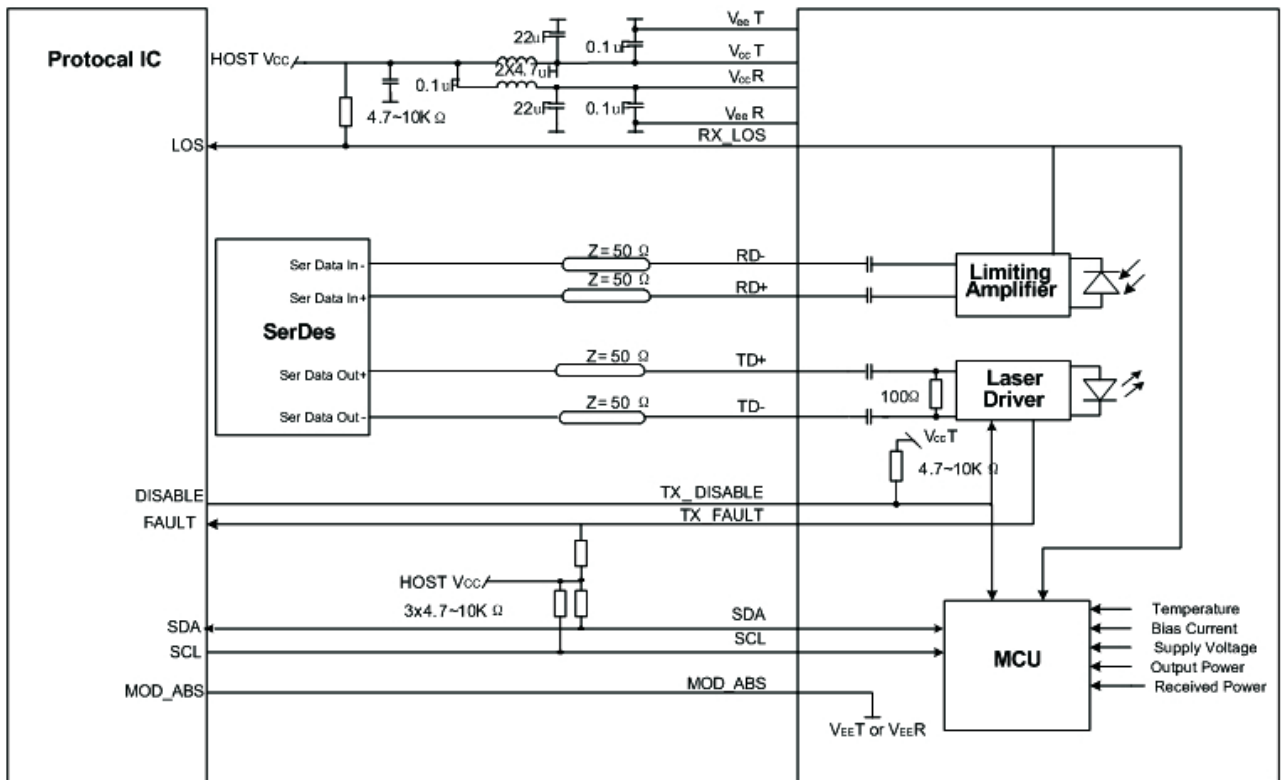 Protocal IC
HOST Vcc
22uF
0.1uF
VeeT
VccT
2X4.7uH
0.1uF
VccR
22uF
0.1uF
4.7~10KΩ
VeeR
LOS
RX_LOS
Ser Data In-
Z=50 Ω
RD-
Ser Data In+
Z=50 Ω
RD+
Limiting
Amplifier
SerDes
Ser Data Out+
Z=50 Ω
TD+
Laser
Driver
100Ω
Ser Data Out-
Z=50 Ω
TD-
VccT
4.7~10K Ω
DISABLE
TX_DISABLE
FAULT
TX FAULT
HOST Vcc
3x4.7~10K Ω
SDA
SDA
SCL
SCL
MCU
Temperature
Bias Current
Supply Voltage
Output Power
Received Power
MOD_ABS
MOD_ABS
VEET or VEER